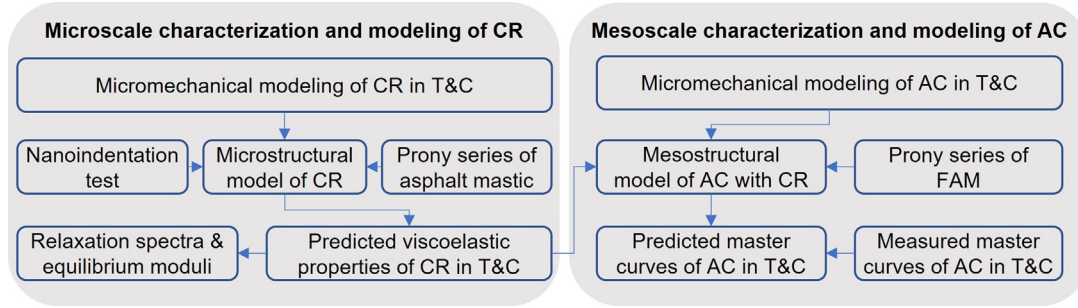 Microscale characterization and modeling of CR
Micromechanical modeling of CR in T&C
Nanoindentation
test
Microstructural
model of CR
Prony series of
asphalt mastic
Relaxation spectra &
equilibrium moduli
Predicted viscoelastic
properties of CR in T&C
Mesoscale characterization and modeling of AC
Micromechanical modeling of AC in T&C
Mesostructural
model of AC with CR
Prony series of
FAM
Predicted master
curves of AC in T&C
Measured master
curves of AC in T&C